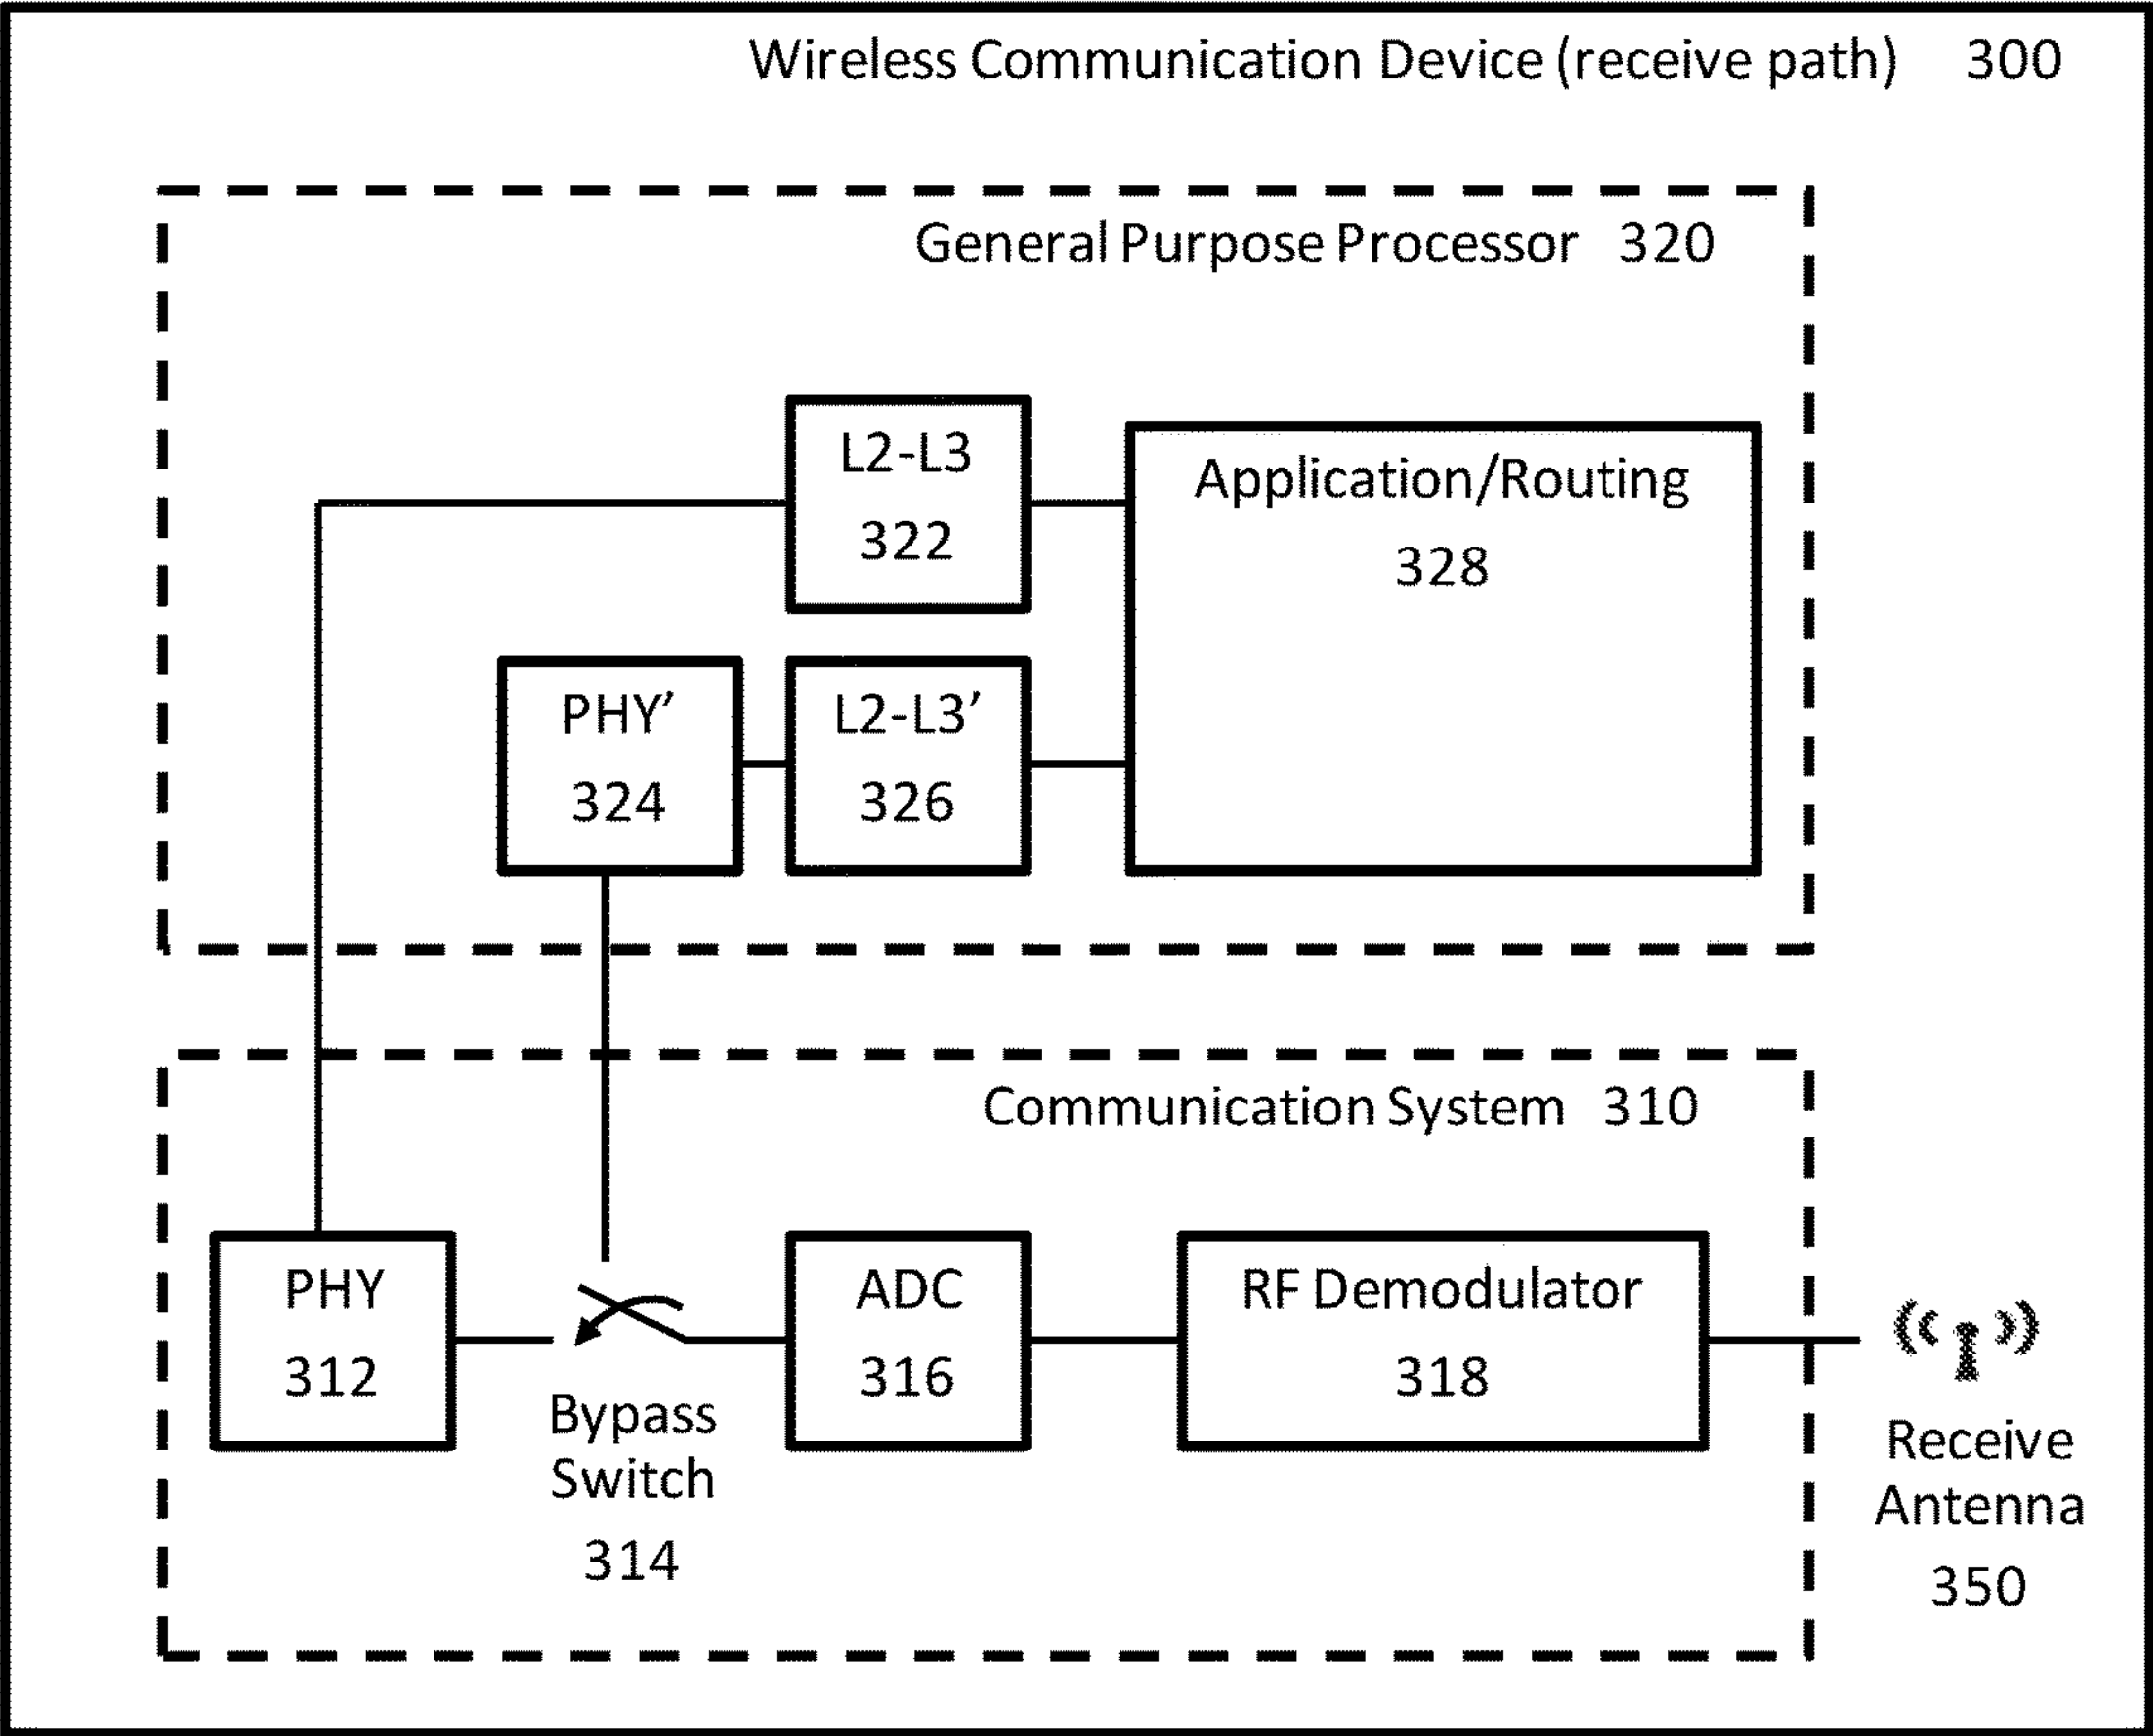 Wireless Communication Device (receive path) 300
General Purpose Processor 320
L2-L3
322
Application/Routing
328
PHY’
324
L2-L3’
326
Communication System 310
PHY
312
Bypass
Switch
314
ADC
316
RF Demodulator
318
Receive
Antenna
350